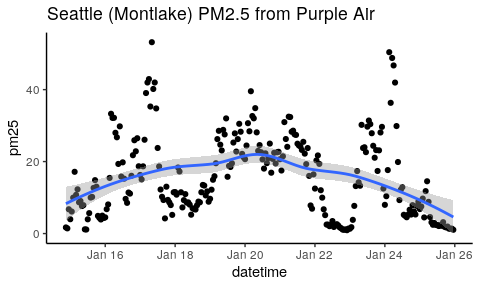 Seattle (Montlake) PM2.5 from Purple Air
40
20
0
pm25
Jan 16 Jan 18 Jan 20 Jan 22 Jan 24 Jan 26
datetime